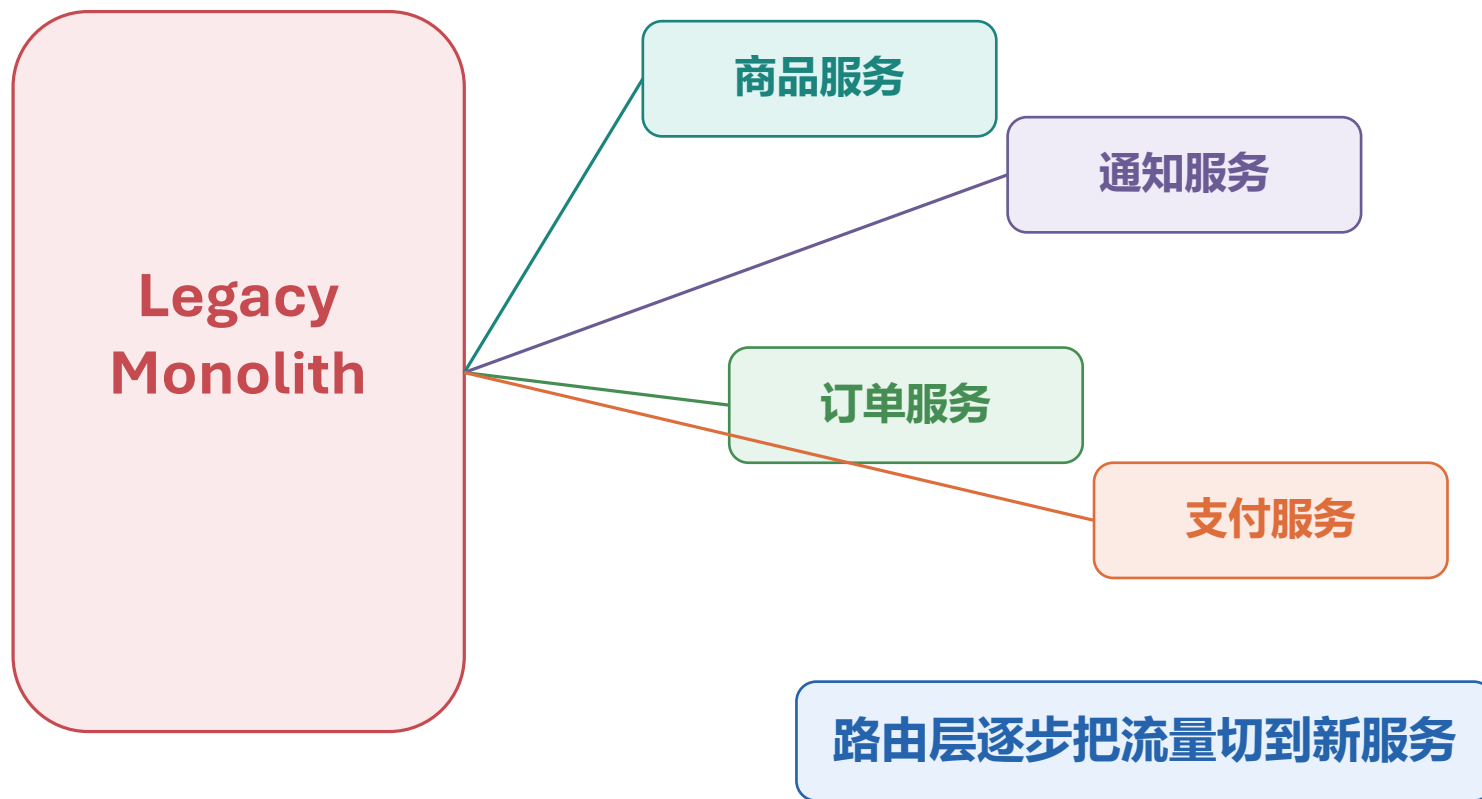 Legacy
Monolith
商品服务
通知服务
订单服务
支付服务
路由层逐步把流量切到新服务